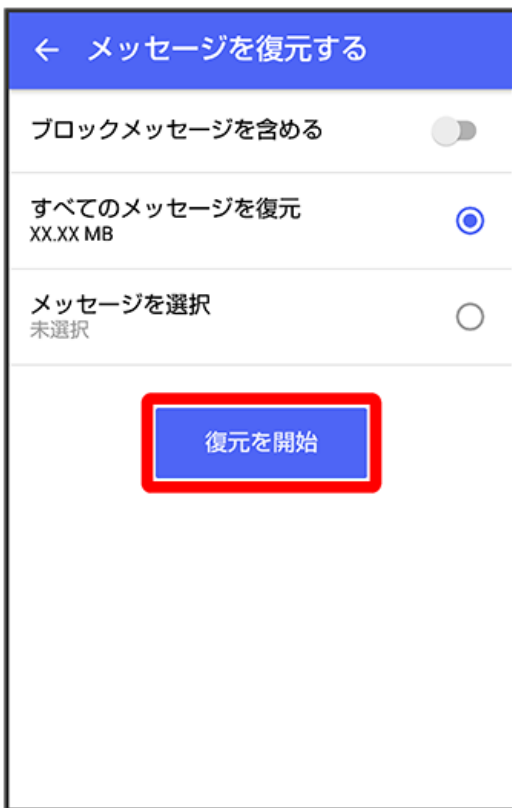 メッセージを復元する
ブロックメッセージを含める
すべてのメッセージを復元
XX.XX MB
メッセージを選択
未選択
復元を開始